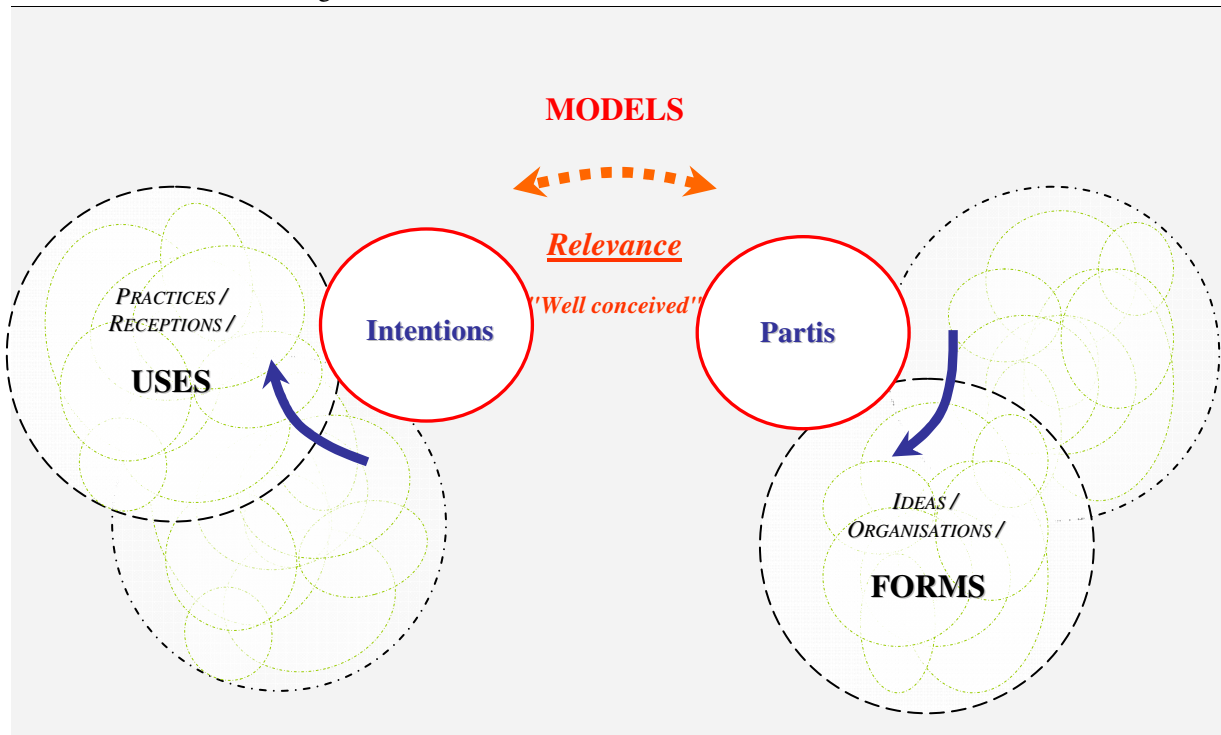 MODELS
Relevance
"Well conceived"
Intentions
Partis
PRACTICES /
RECEPTIONS /
USES
IDEAS /
ORGANISATIONS /
FORMS